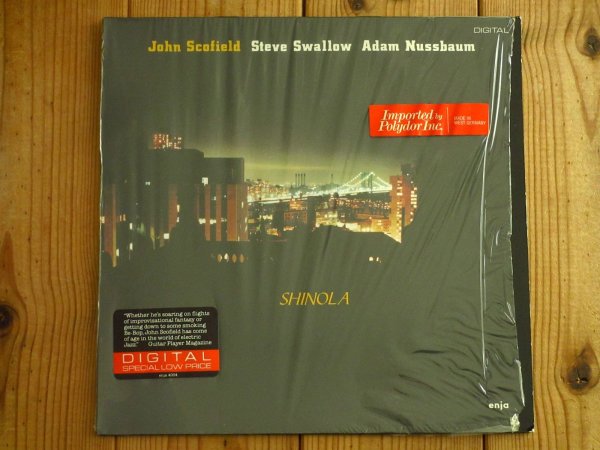 DIGITAL
John Scofield Steve Swallow Adam Nussbaum
Imported by
Polydor Inc.
MADE IN
WEST GERMANY
SHINOLA
"Whether he's soaring on flights
of improvisational fantasy or
getting down to some smoking
Be-Bop, John Scofield has come
of age in the world of electric
Jazz." Guitar Player Magazine
DIGITAL
SPECIAL LOW PRICE
enja 4004
enja